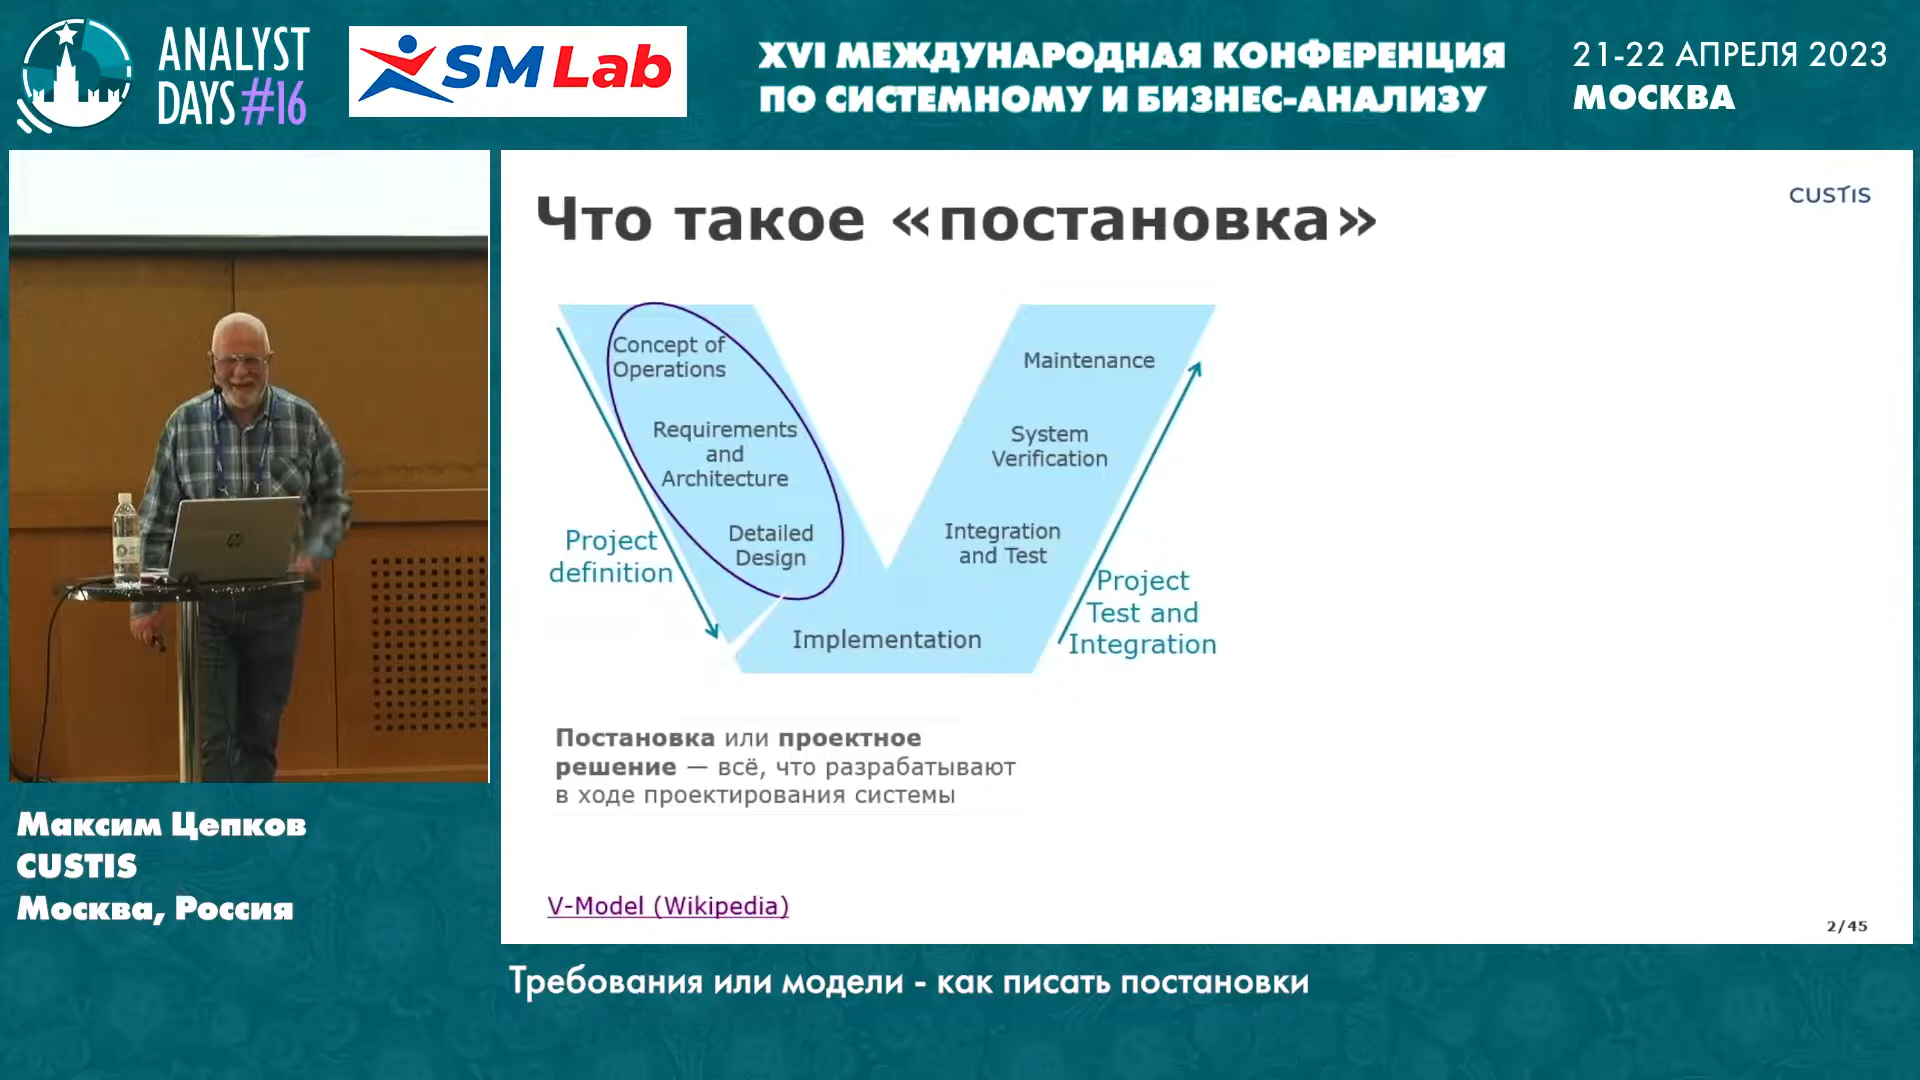 ANALYST
DAYS #16
SM Lab
XVI МЕЖДУНАРОДНАЯ КОНФЕРЕНЦИЯ
ПО СИСТЕМНОМУ И БИЗНЕС-АНАЛИЗУ
21-22 АПРЕЛЯ 2023
МОСКВА
CUSTIS
Что такое «постановка»
Concept of
Operations
Requirements
and
Architecture
Detailed
Design
Project
definition
Implementation
Maintenance
System
Verification
Integration
and Test
Project
Test and
Integration
Постановка или проектное
решение — всё, что разрабатывают
в ходе проектирования системы
V-Model (Wikipedia)
2/45
Максим Цепков
CUSTIS
Москва, Россия
Требования или модели - как писать постановки